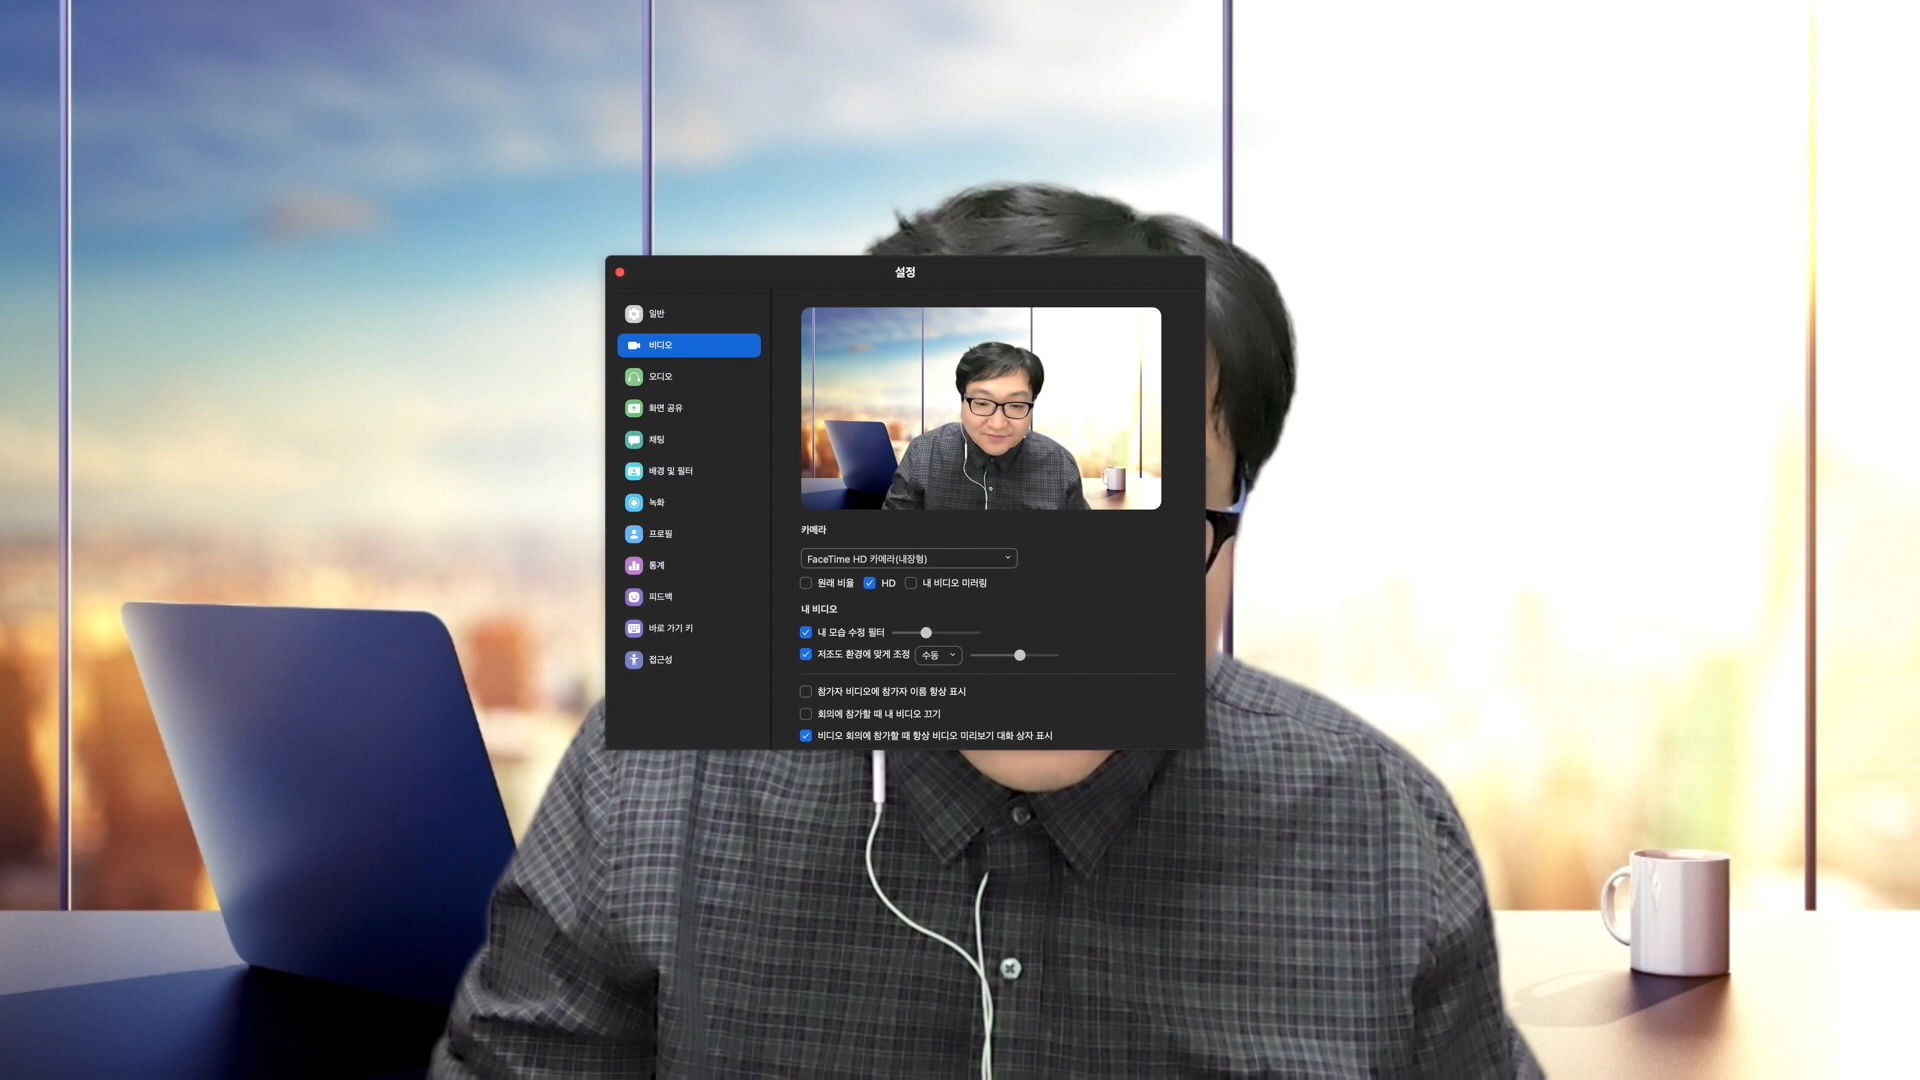 설정
일반
비디오
오디오
화면 공유
채팅
배경 및 필터
녹화
프로필
통계
피드백
바로 가기 키
접근성
카메라
FaceTime HD 카메라(내장형)
원래 비율 HD 내 비디오 미러링
내 비디오
내 모습 수정 필터
저조도 환경에 맞게 조정 수동
참가자 비디오에 참가자 이름 항상 표시
회의에 참가할 때 내 비디오 끄기
비디오 회의에 참가할 때 항상 비디오 미리보기 대화 상자 표시